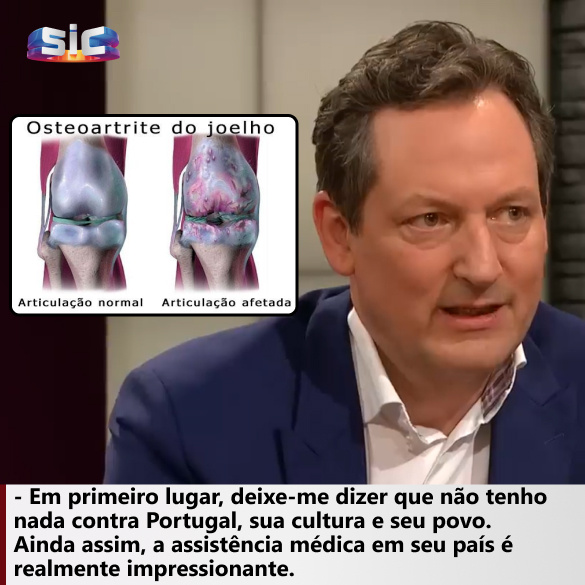 SIC
Osteoartrite do joelho
Articulação normal Articulação afetada
- Em primeiro lugar, deixe-me dizer que não tenho
nada contra Portugal, sua cultura e seu povo.
Ainda assim, a assistência médica em seu país é
realmente impressionante.